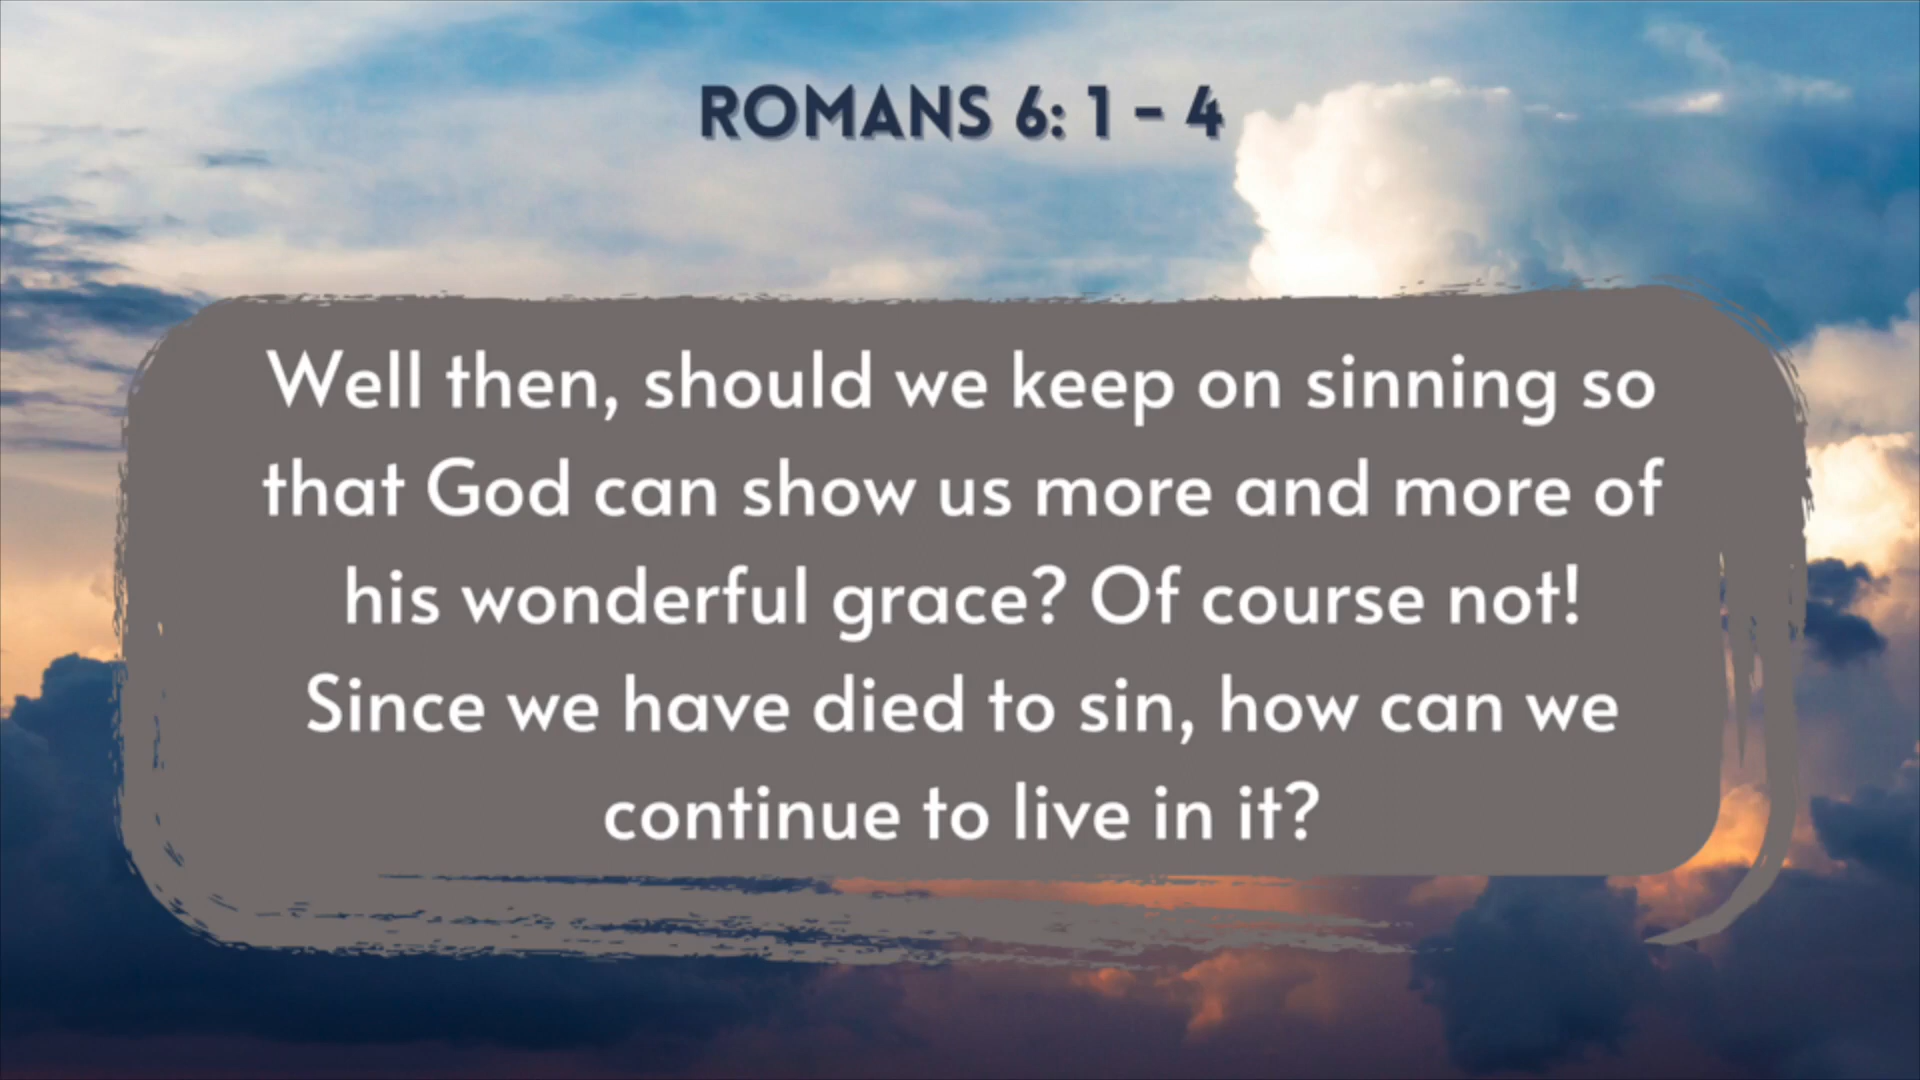 ROMANS 6: 1 - 4
Well then, should we keep on sinning so
that God can show us more and more of
his wonderful grace? Of course not!
Since we have died to sin, how can we
continue to live in it?